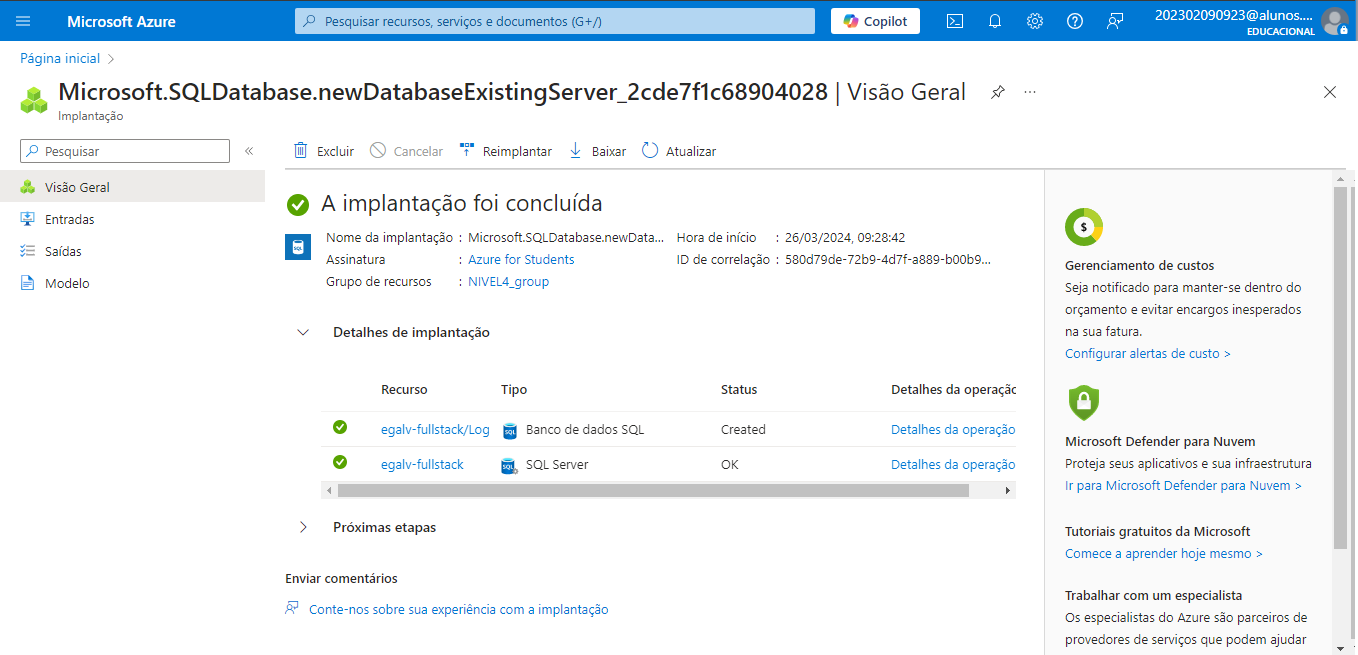 Microsoft Azure
Pesquisar recursos, serviços e documentos (G+/)
Copilot
202302090923@alunos....
EDUCACIONAL
Página inicial
Microsoft.SQLDatabase.newDatabaseExistingServer_2cde7f1c68904028 | Visão Geral
Implantação
Pesquisar
Visão Geral
Entradas
Saídas
Modelo
Excluir
Cancelar
Reimplantar
Baixar
Atualizar
A implantação foi concluída
Nome da implantação : Microsoft.SQLDatabase.newData...
Assinatura : Azure for Students
Grupo de recursos : NIVEL4_group
Hora de início : 26/03/2024, 09:28:42
ID de correlação : 580d79de-72b9-4d7f-a889-b00b9...
Detalhes de implantação
Recurso Tipo Status Detalhes da operação
egalv-fullstack/Log SQL Banco de dados SQL Created Detalhes da operação
egalv-fullstack SQL SQL Server OK Detalhes da operação
Próximas etapas
Enviar comentários
Conte-nos sobre sua experiência com a implantação
Gerenciamento de custos
Seja notificado para manter-se dentro do
orçamento e evitar encargos inesperados
na sua fatura.
Configurar alertas de custo >
Microsoft Defender para Nuvem
Proteja seus aplicativos e sua infraestrutura
Ir para Microsoft Defender para Nuvem >
Tutoriais gratuitos da Microsoft
Comece a aprender hoje mesmo >
Trabalhar com um especialista
Os especialistas do Azure são parceiros de
provedores de serviços que podem ajudar